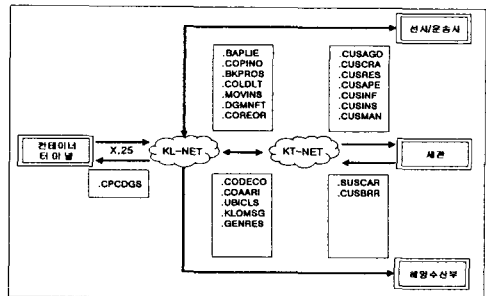 선사/운송사
.BAPLIE
.COPINO
.BKPROS
.COLDLT
.MOVINS
.DGMNFT
.COREOR
.CUSAGO
.CUSCRA
.CUSRES
.CUSAPE
.CUSINF
.CUSINS
.CUSMAN
컨테이너
터미널
X.25
KL-NET
KT-NET
세관
.CPCDGS
.CODECO
.COAARI
.UBICLS
.KLOMSG
.GENRES
.BUSCAR
.CUSBRR
해양수산부